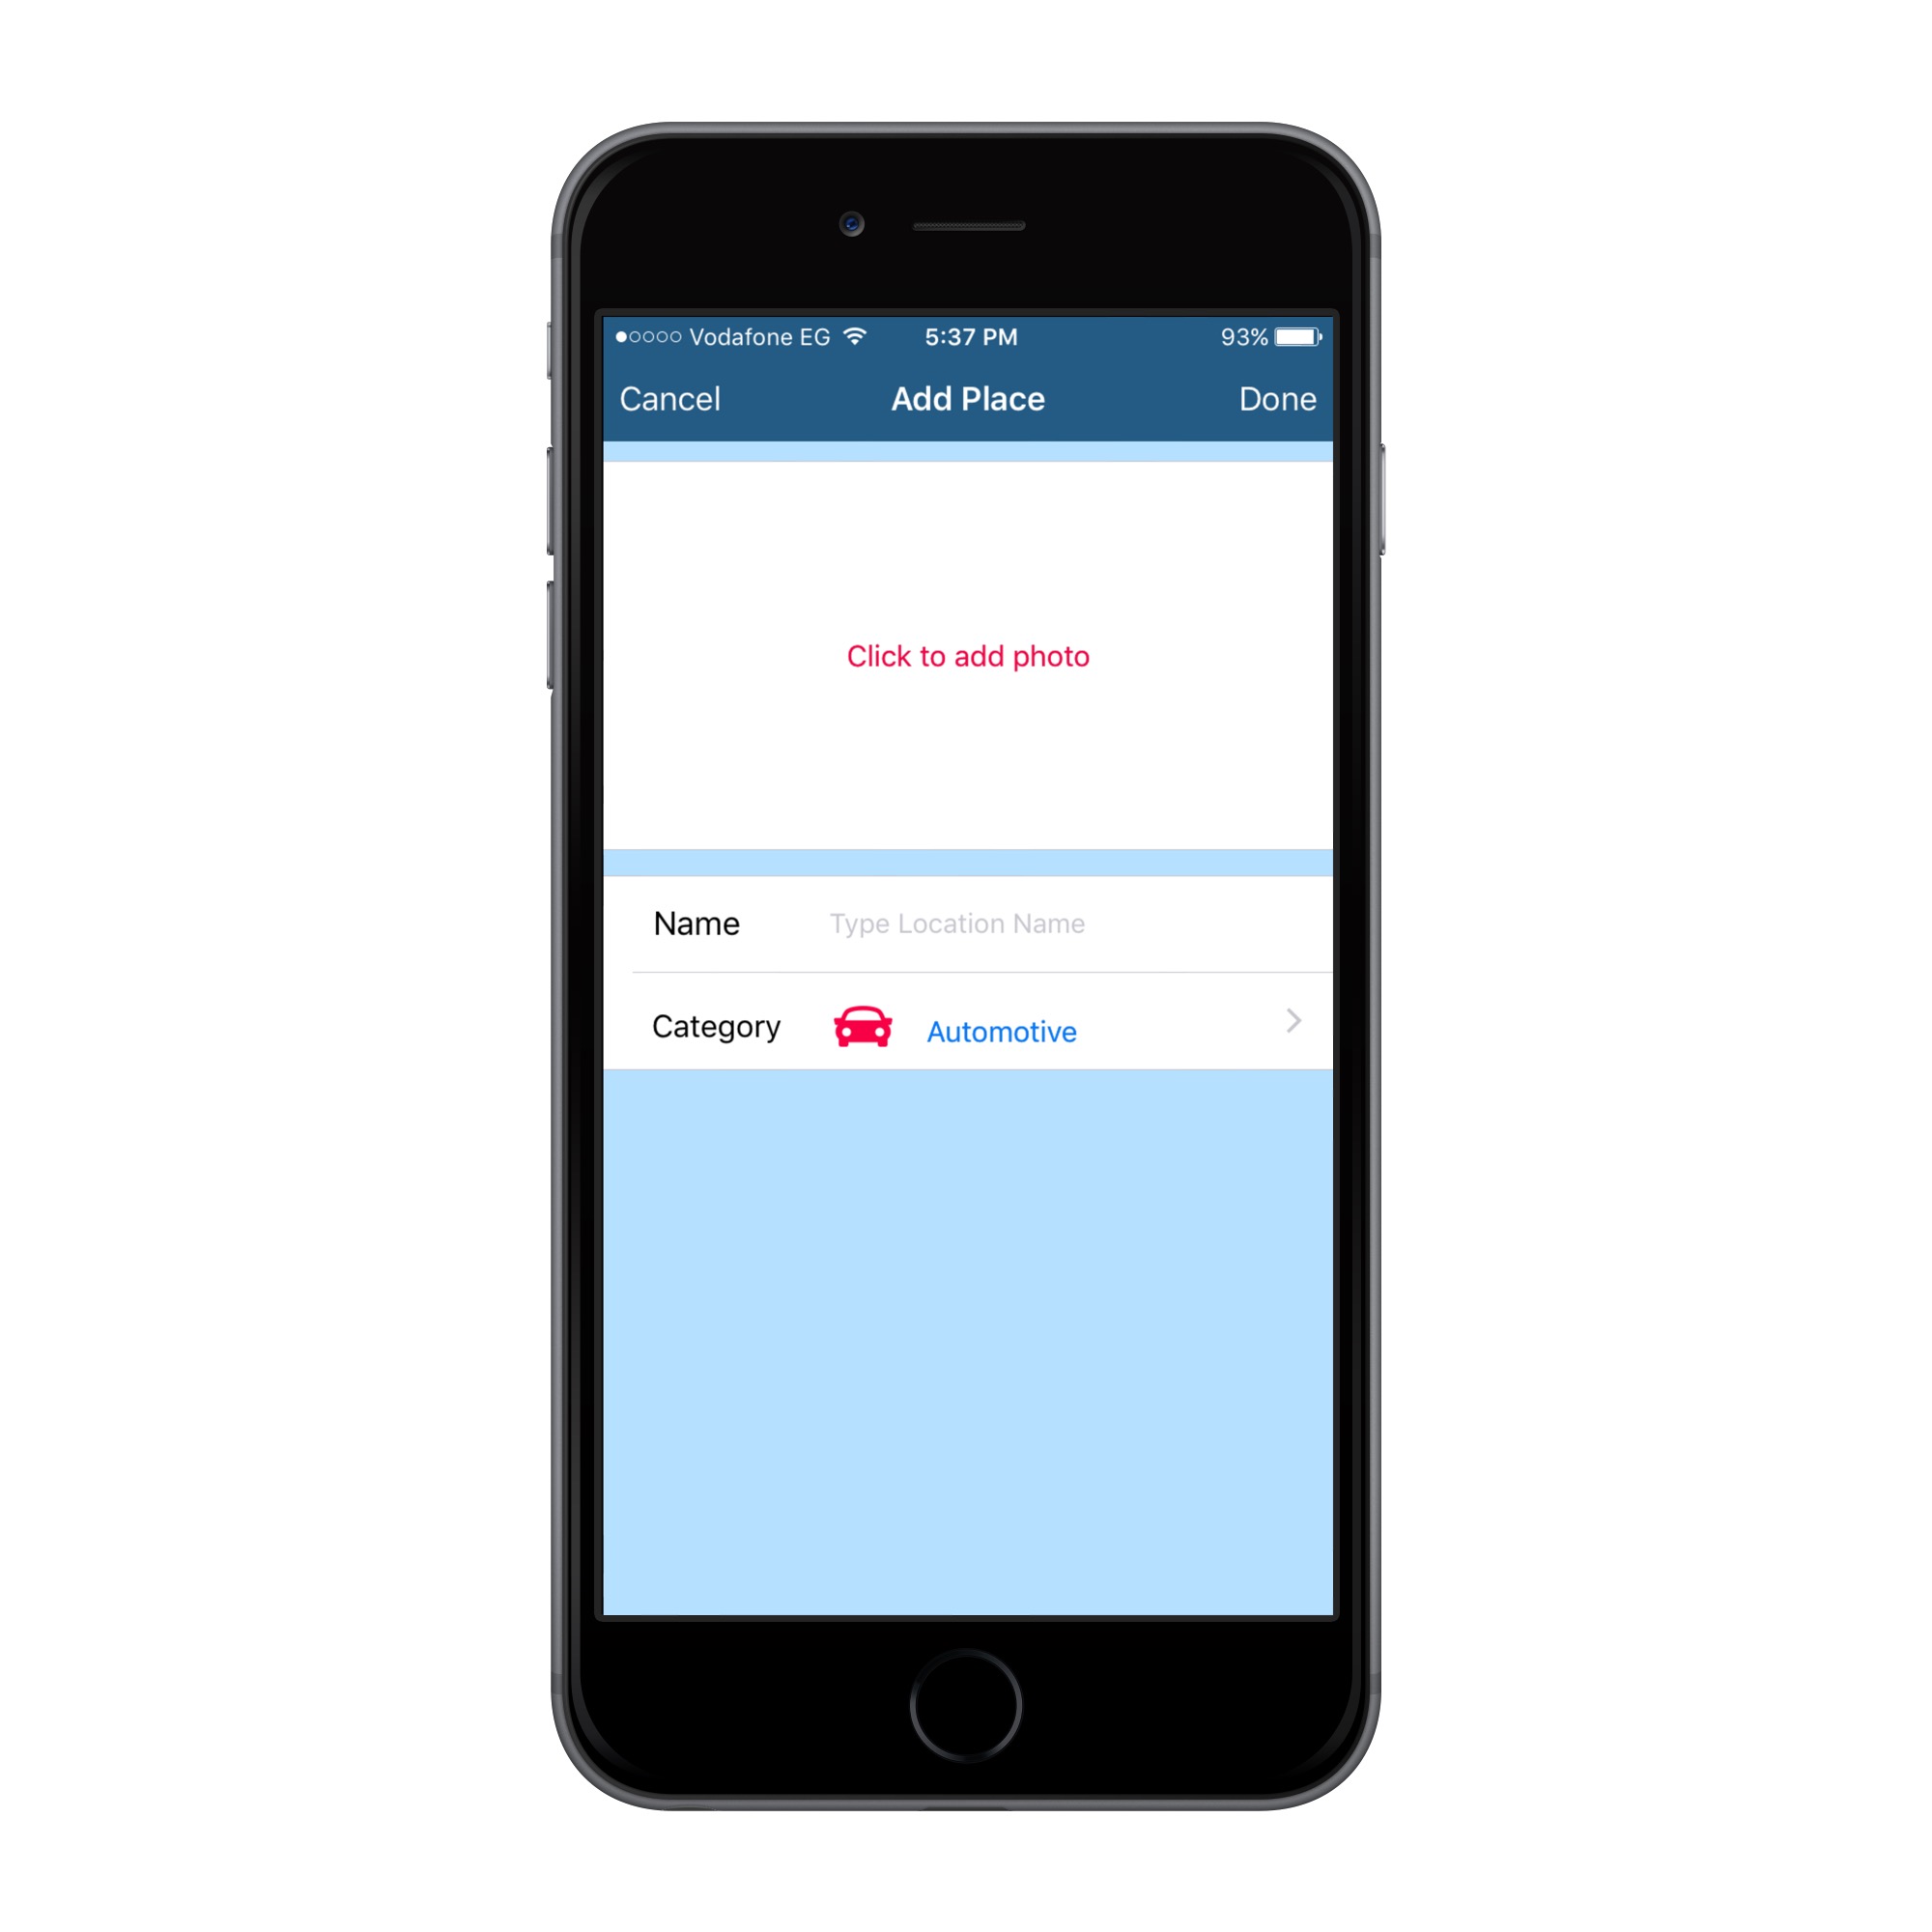 Vodafone EG 5:37 PM 93%
Cancel Add Place Done
Click to add photo
Name Type Location Name
Category Automotive